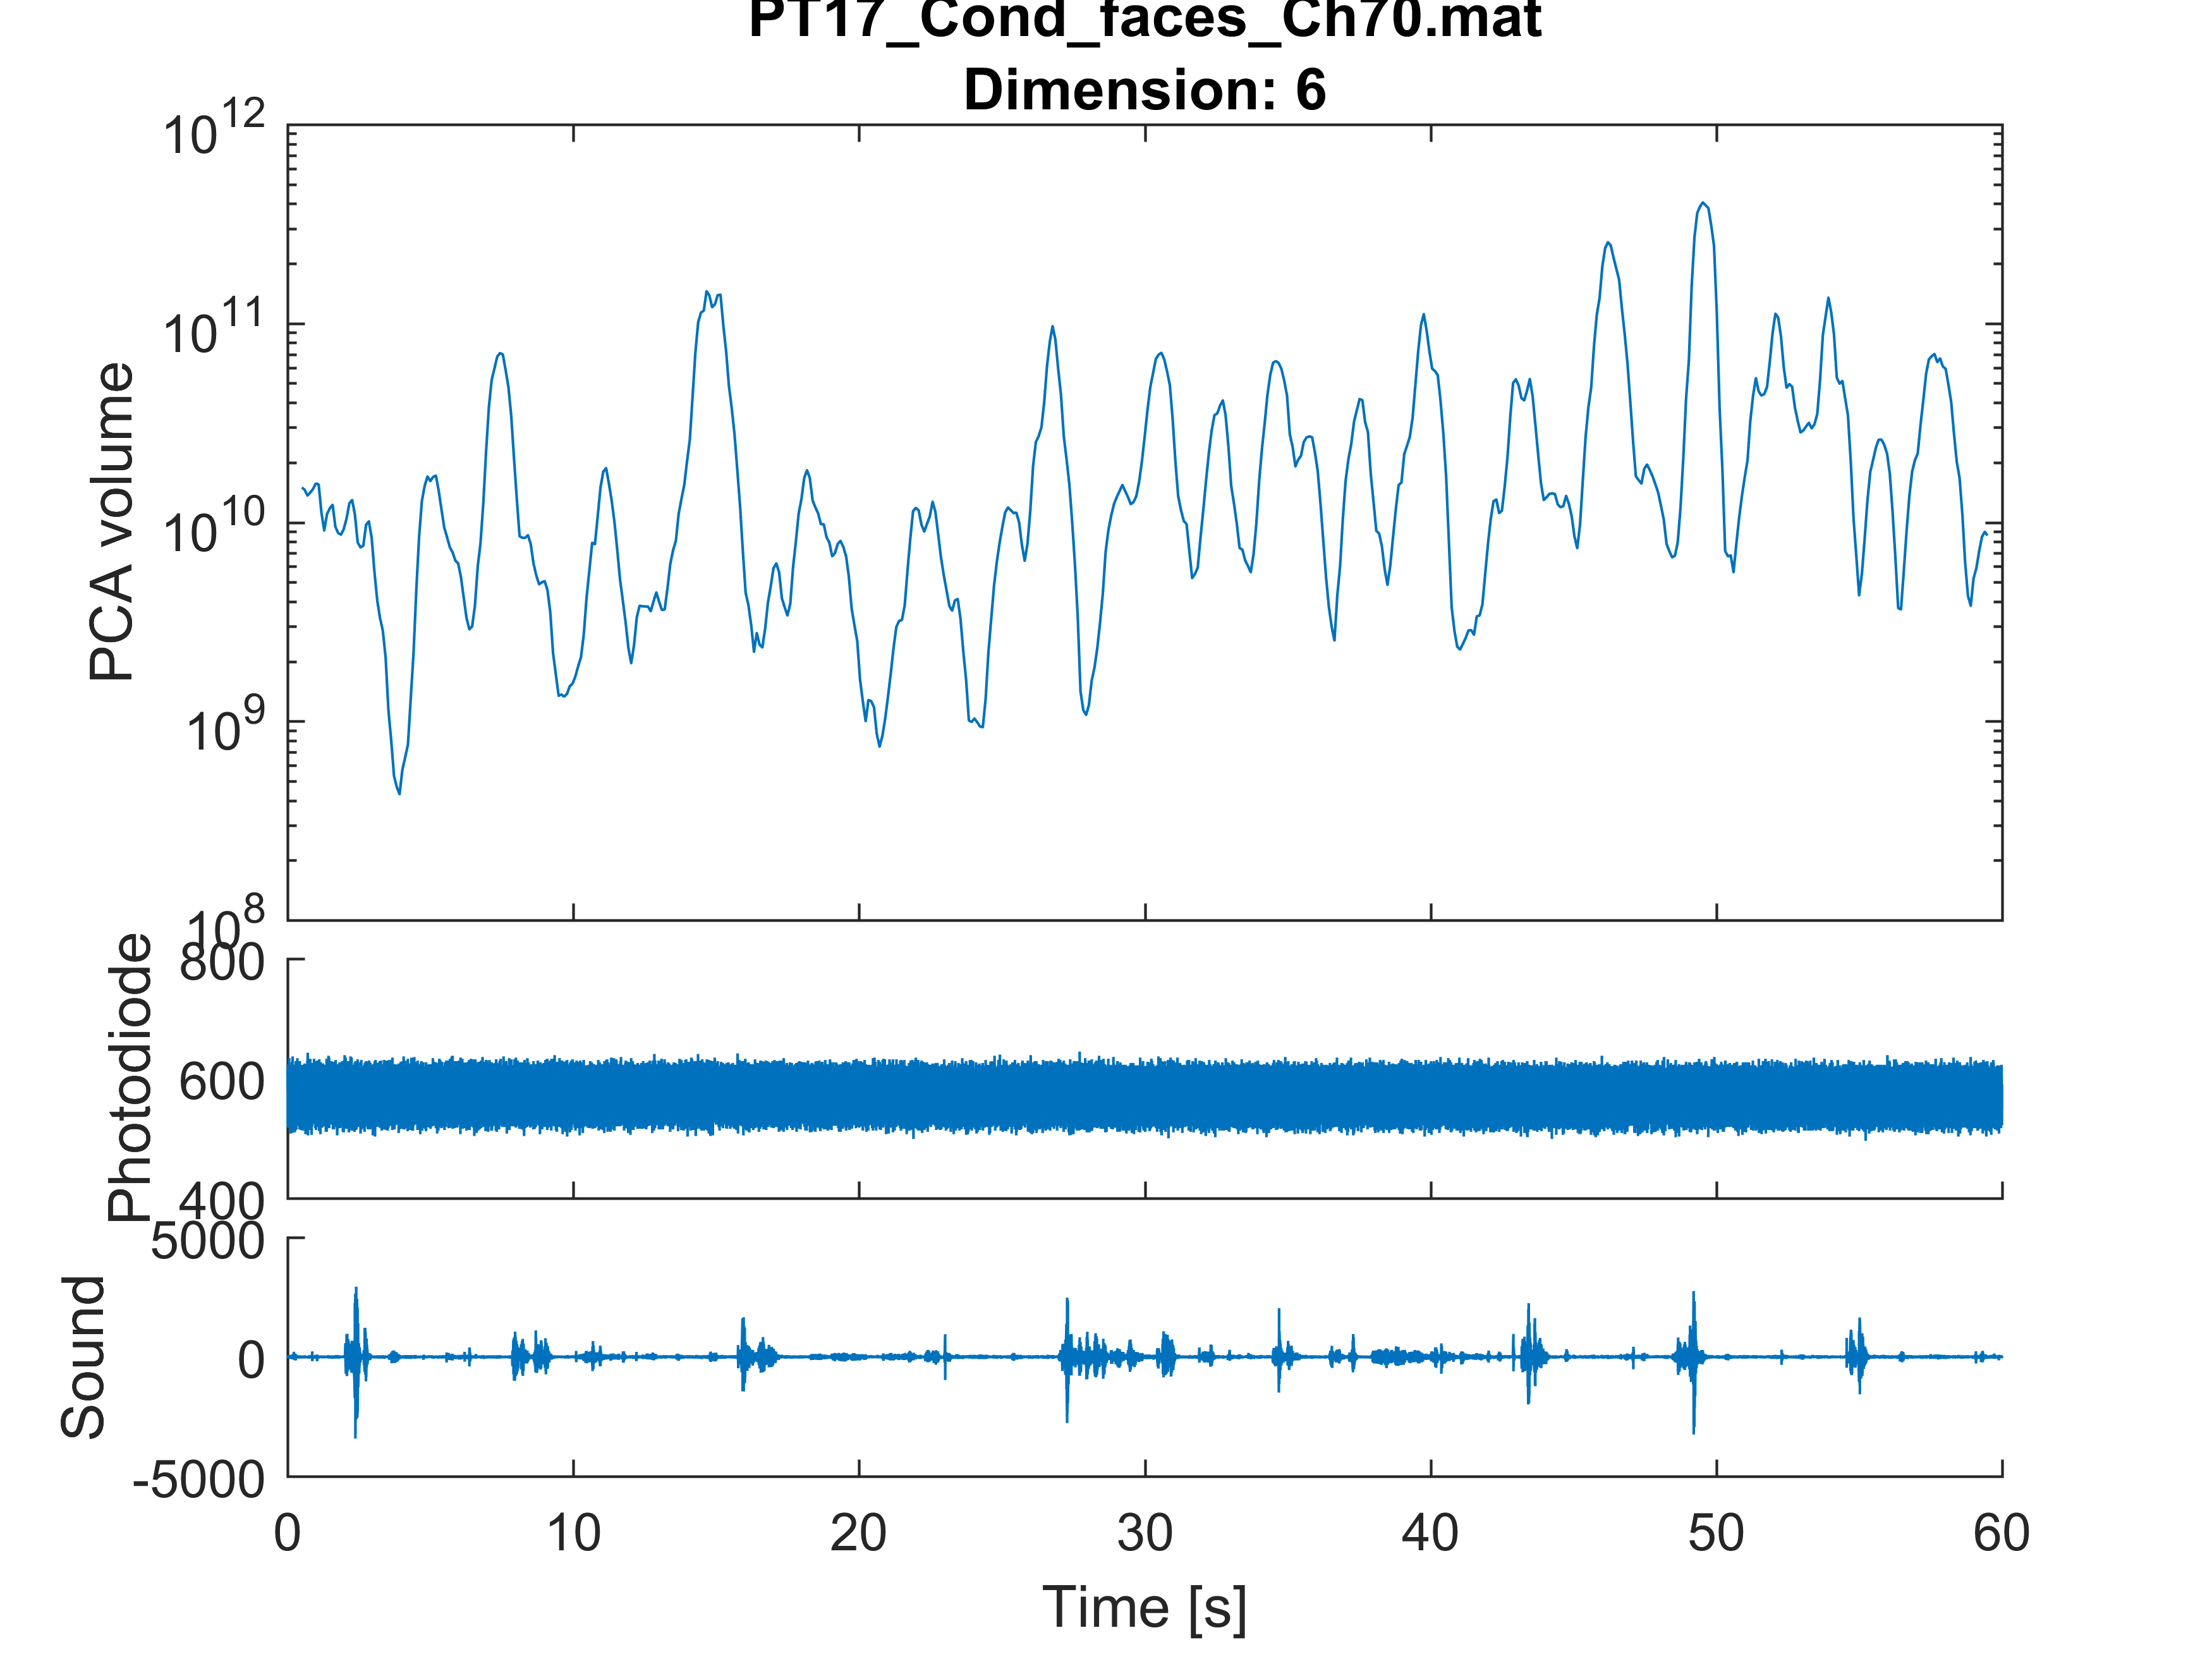 PT17_Cond_faces_Ch70.mat
Dimension: 6
PCA volume
10^12
10^11
10^10
10^9
10^8
Photodiode
800
600
400
Sound
5000
0
-5000
0 10 20 30 40 50 60
Time [s]